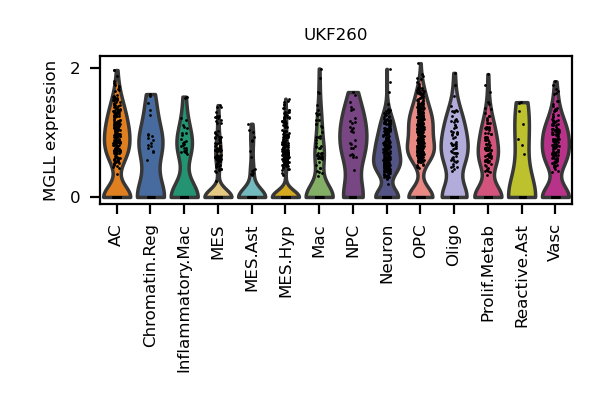 UKF260
MGLL expression
2
0
AC
Chromatin.Reg
Inflammatory.Mac
MES
MES.Ast
MES.Hyp
Mac
NPC
Neuron
OPC
Oligo
Prolif.Metab
Reactive.Ast
Vasc